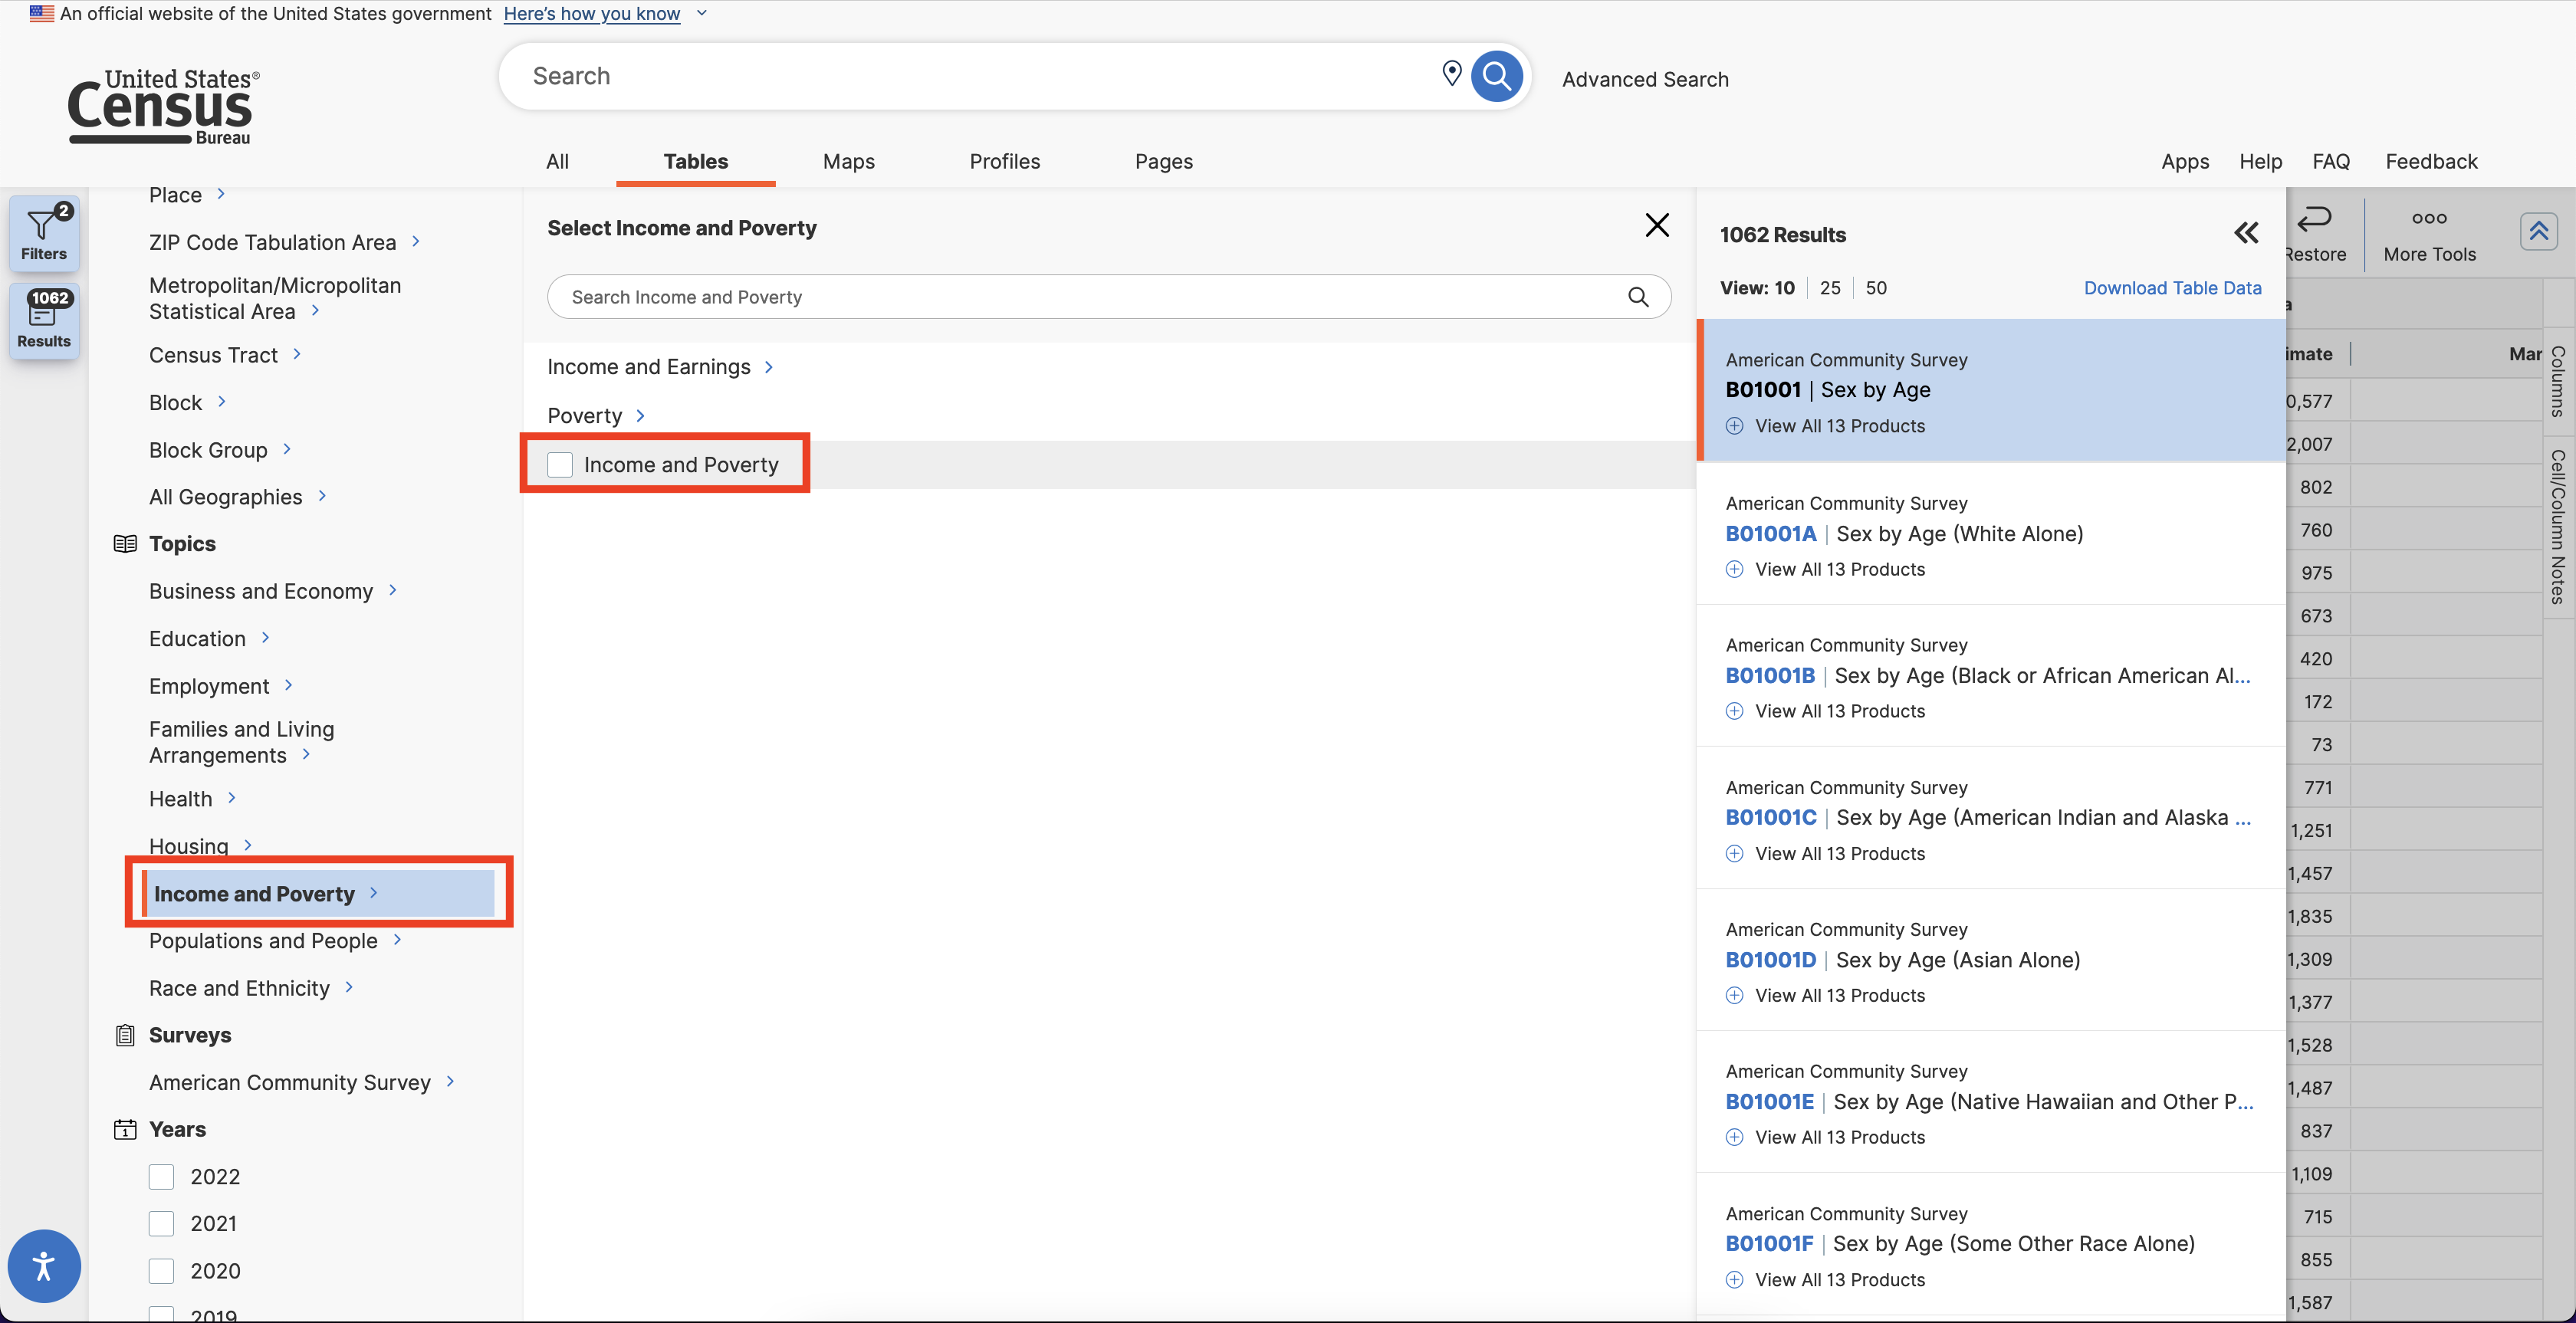 An official website of the United States government Here's how you know
United States®
Census
Bureau
Search
Advanced Search
All Tables Maps Profiles Pages
Apps Help FAQ Feedback
2
Filters
1062
Results
Place
ZIP Code Tabulation Area
Metropolitan/Micropolitan
Statistical Area
Census Tract
Block
Block Group
All Geographies
Topics
Business and Economy
Education
Employment
Families and Living
Arrangements
Health
Housing
Income and Poverty
Populations and People
Race and Ethnicity
Surveys
American Community Survey
1
Years
2022
2021
2020
2019
Select Income and Poverty
Search Income and Poverty
Income and Earnings
Poverty
Income and Poverty
1062 Results
View: 10 25 50
Download Table Data
American Community Survey
B01001 | Sex by Age
View All 13 Products
American Community Survey
B01001A | Sex by Age (White Alone)
View All 13 Products
American Community Survey
B01001B | Sex by Age (Black or African American Al...
View All 13 Products
American Community Survey
B01001C | Sex by Age (American Indian and Alaska ...
View All 13 Products
American Community Survey
B01001D | Sex by Age (Asian Alone)
View All 13 Products
American Community Survey
B01001E | Sex by Age (Native Hawaiian and Other P...
View All 13 Products
American Community Survey
B01001F | Sex by Age (Some Other Race Alone)
View All 13 Products
Restore
More Tools
a
imate Mar
0,577
2,007
802
760
975
673
420
172
73
771
1,251
1,457
1,835
1,309
1,377
1,528
1,487
837
1,109
715
855
1,587
Columns
Cell/Column Notes